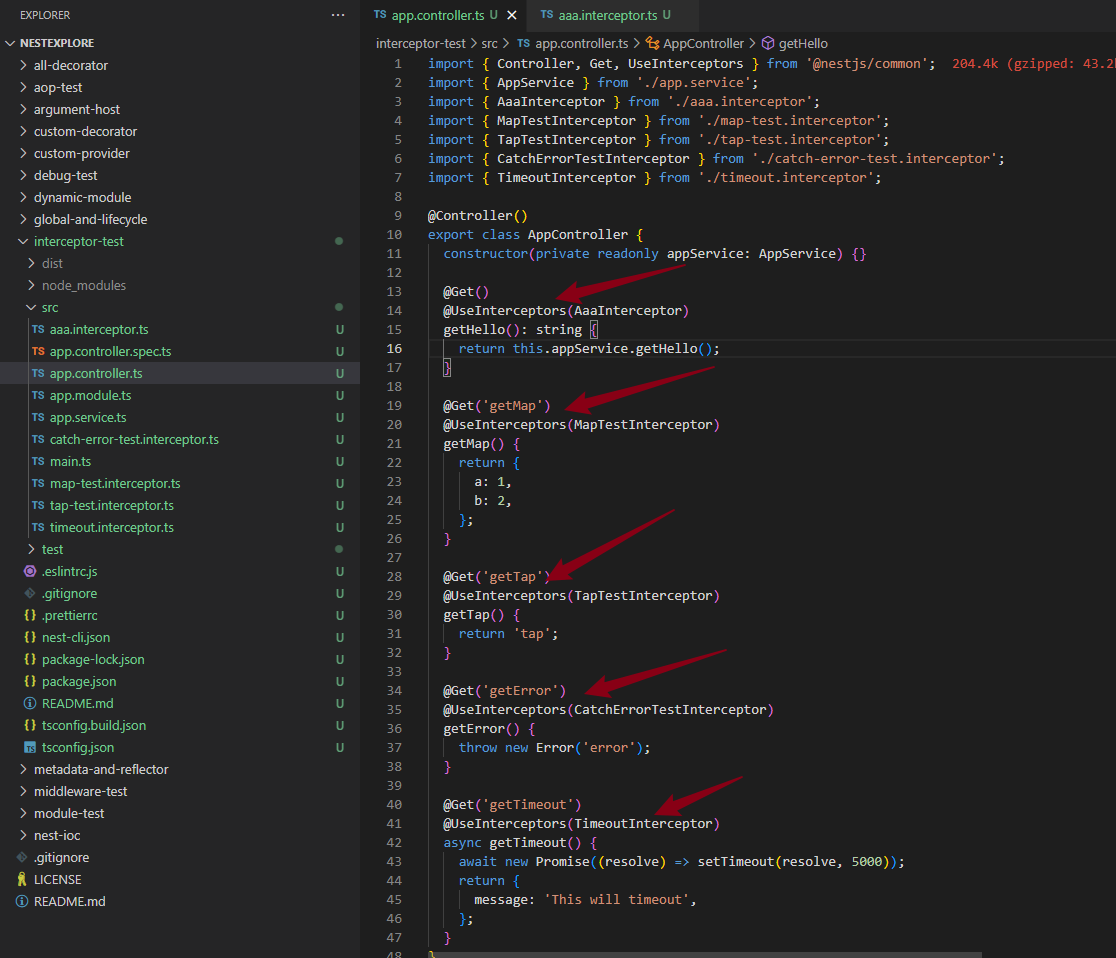 EXPLORER
···
NESTEXPLORE
all-decorator
aop-test
argument-host
custom-decorator
custom-provider
debug-test
dynamic-module
global-and-lifecycle
interceptor-test
dist
node_modules
src
TS aaa.interceptor.ts U
TS app.controller.spec.ts U
TS app.controller.ts U
TS app.module.ts U
TS app.service.ts U
TS catch-error-test.interceptor.ts U
TS main.ts U
TS map-test.interceptor.ts U
TS tap-test.interceptor.ts U
TS timeout.interceptor.ts U
test
.eslintrc.js U
.gitignore U
{} .prettierrc U
{} nest-cli.json U
{} package-lock.json U
{} package.json U
README.md U
{} tsconfig.build.json U
TS tsconfig.json U
metadata-and-reflector
middleware-test
module-test
nest-ioc
.gitignore
LICENSE
README.md
TS app.controller.ts U × TS aaa.interceptor.ts U
interceptor-test > src > TS app.controller.ts > AppController > getHello
1 import { Controller, Get, UseInterceptors } from '@nestjs/common'; 204.4k (gzipped: 43.2
2 import { AppService } from './app.service';
3 import { AaaInterceptor } from './aaa.interceptor';
4 import { MapTestInterceptor } from './map-test.interceptor';
5 import { TapTestInterceptor } from './tap-test.interceptor';
6 import { CatchErrorTestInterceptor } from './catch-error-test.interceptor';
7 import { TimeoutInterceptor } from './timeout.interceptor';
8
9 @Controller()
10 export class AppController {
11 constructor(private readonly appService: AppService) {}
12
13 @Get()
14 @UseInterceptors(AaaInterceptor)
15 getHello(): string {
16 return this.appService.getHello();
17 }
18
19 @Get('getMap')
20 @UseInterceptors(MapTestInterceptor)
21 getMap() {
22 return {
23 a: 1,
24 b: 2,
25 };
26 }
27
28 @Get('getTap')
29 @UseInterceptors(TapTestInterceptor)
30 getTap() {
31 return 'tap';
32 }
33
34 @Get('getError')
35 @UseInterceptors(CatchErrorTestInterceptor)
36 getError() {
37 throw new Error('error');
38 }
39
40 @Get('getTimeout')
41 @UseInterceptors(TimeoutInterceptor)
42 async getTimeout() {
43 await new Promise((resolve) => setTimeout(resolve, 5000));
44 return {
45 message: 'This will timeout',
46 };
47 }
48 }